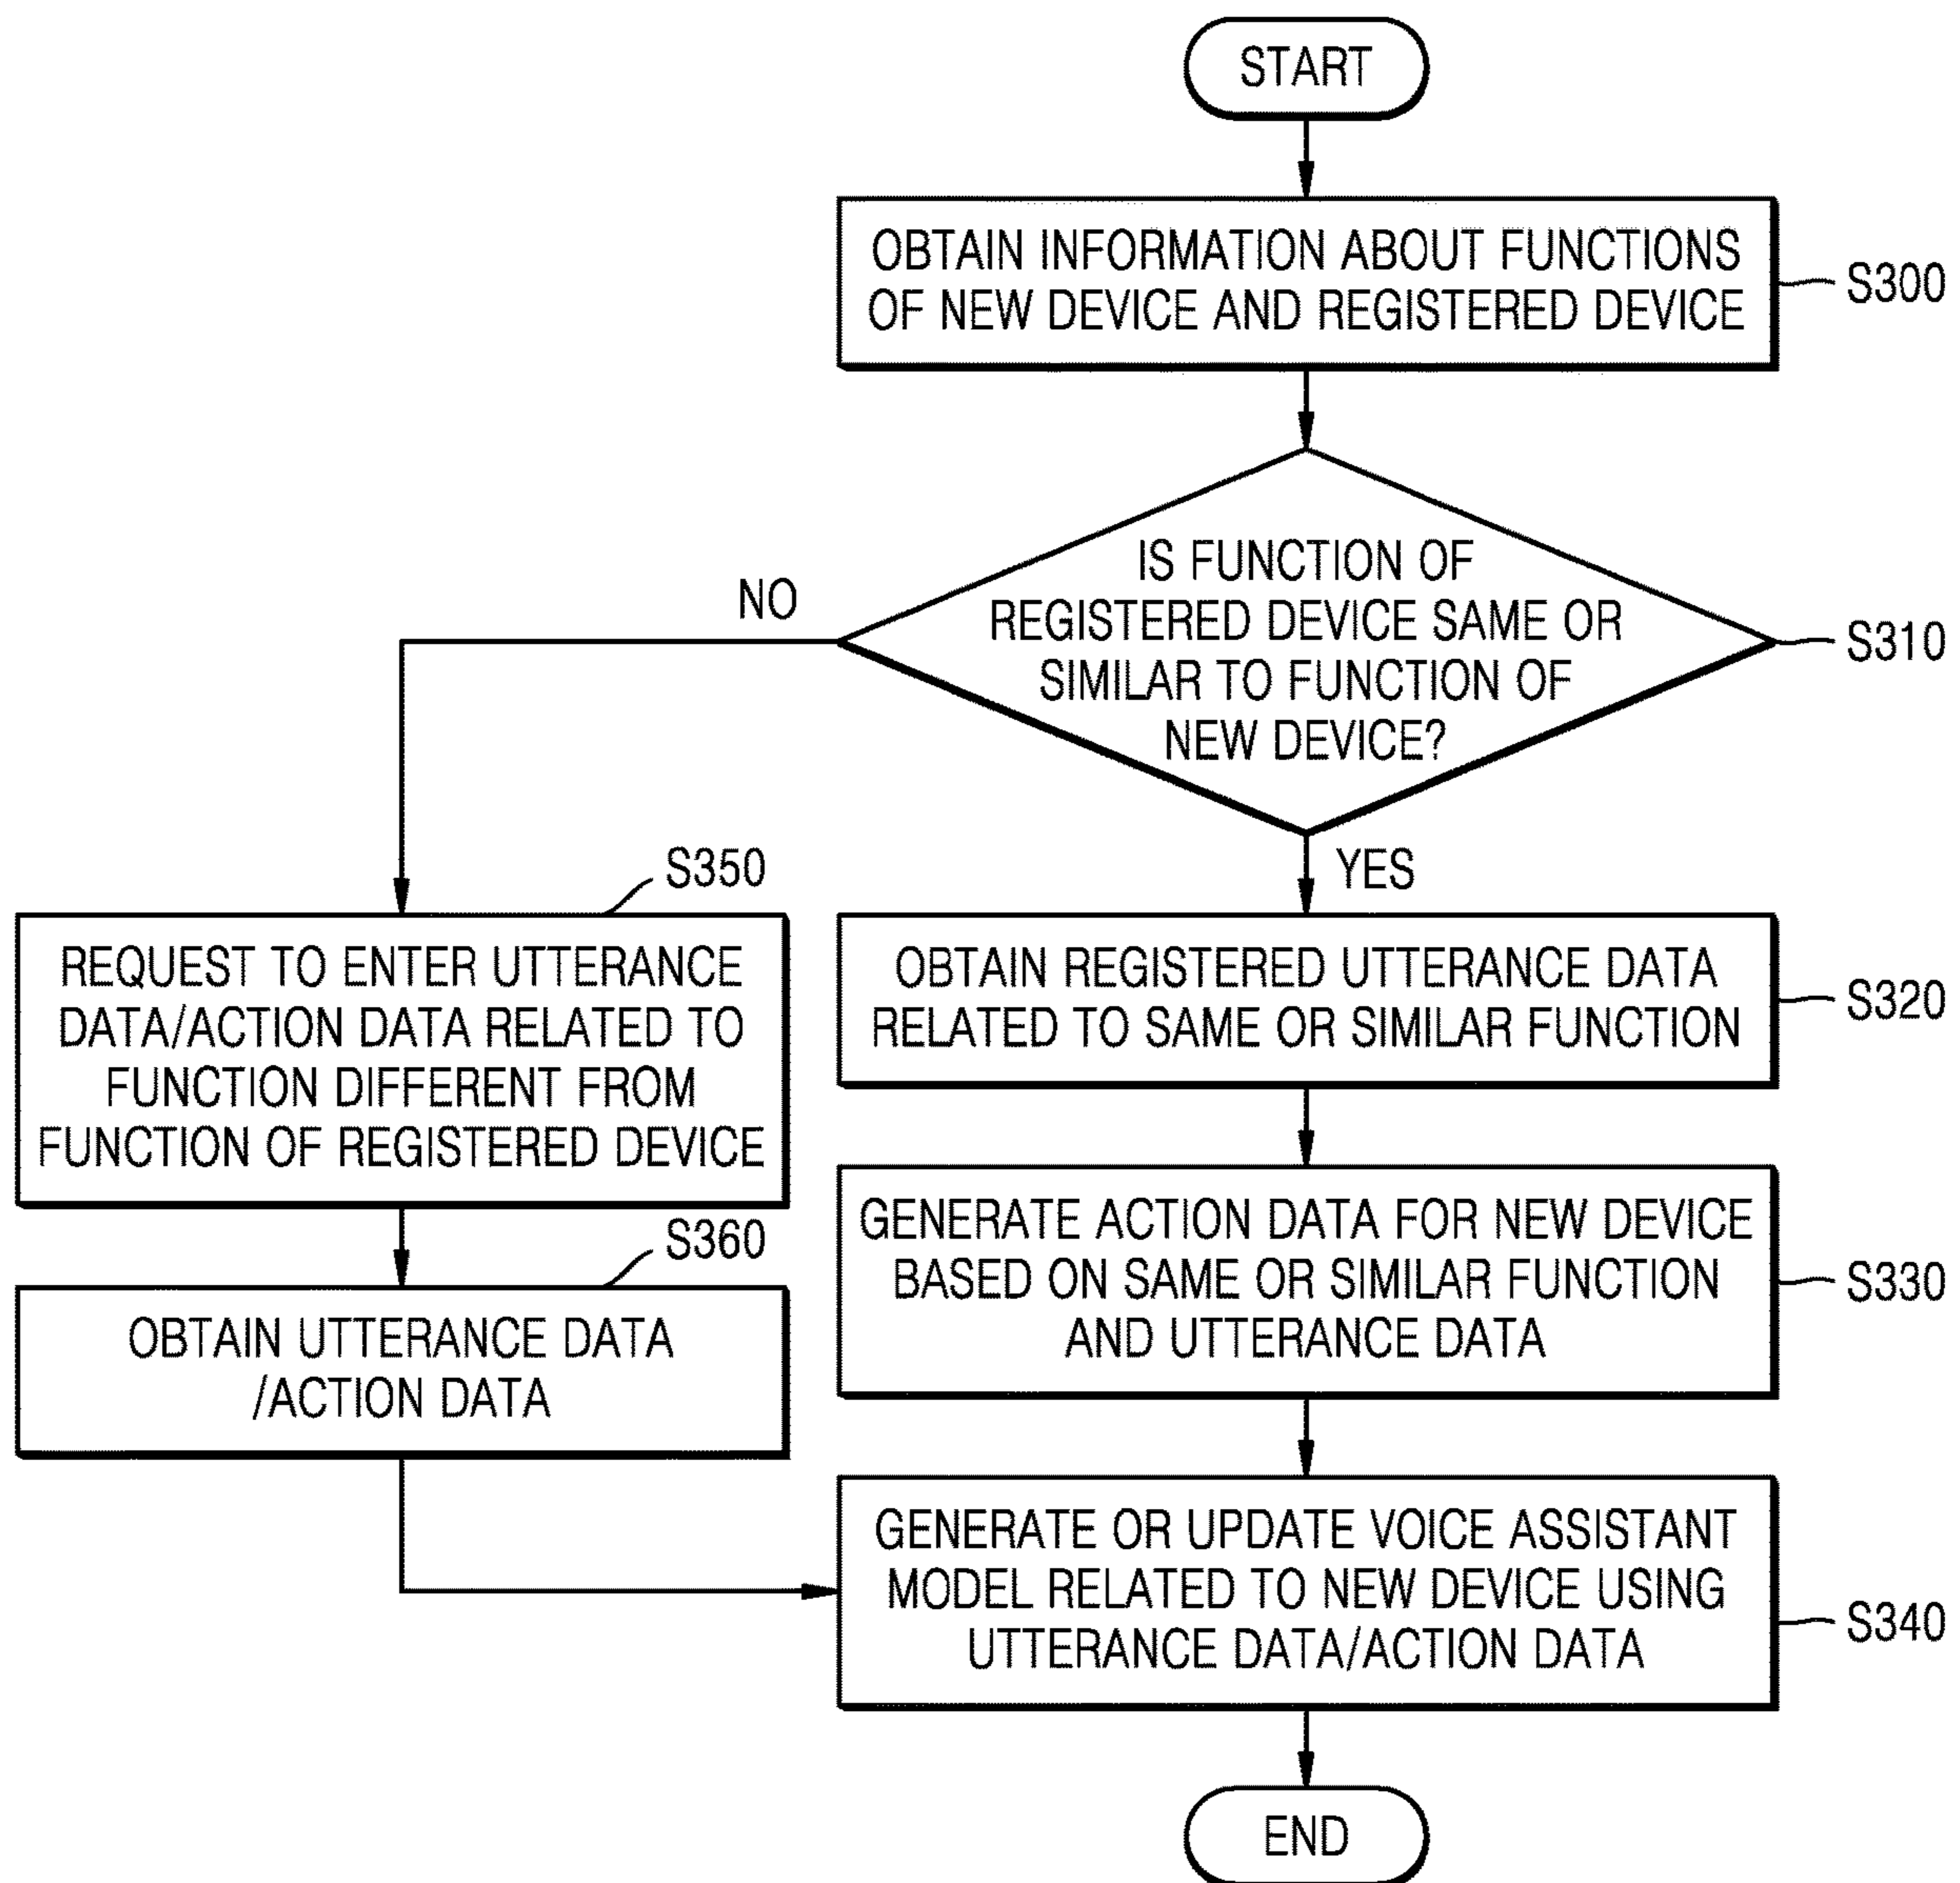 START
OBTAIN INFORMATION ABOUT FUNCTIONS
OF NEW DEVICE AND REGISTERED DEVICE
S300
IS FUNCTION OF
REGISTERED DEVICE SAME OR
SIMILAR TO FUNCTION OF
NEW DEVICE?
S310
NO
YES
S350
REQUEST TO ENTER UTTERANCE
DATA/ACTION DATA RELATED TO
FUNCTION DIFFERENT FROM
FUNCTION OF REGISTERED DEVICE
OBTAIN REGISTERED UTTERANCE DATA
RELATED TO SAME OR SIMILAR FUNCTION
S320
S360
OBTAIN UTTERANCE DATA
/ACTION DATA
GENERATE ACTION DATA FOR NEW DEVICE
BASED ON SAME OR SIMILAR FUNCTION
AND UTTERANCE DATA
S330
GENERATE OR UPDATE VOICE ASSISTANT
MODEL RELATED TO NEW DEVICE USING
UTTERANCE DATA/ACTION DATA
S340
END